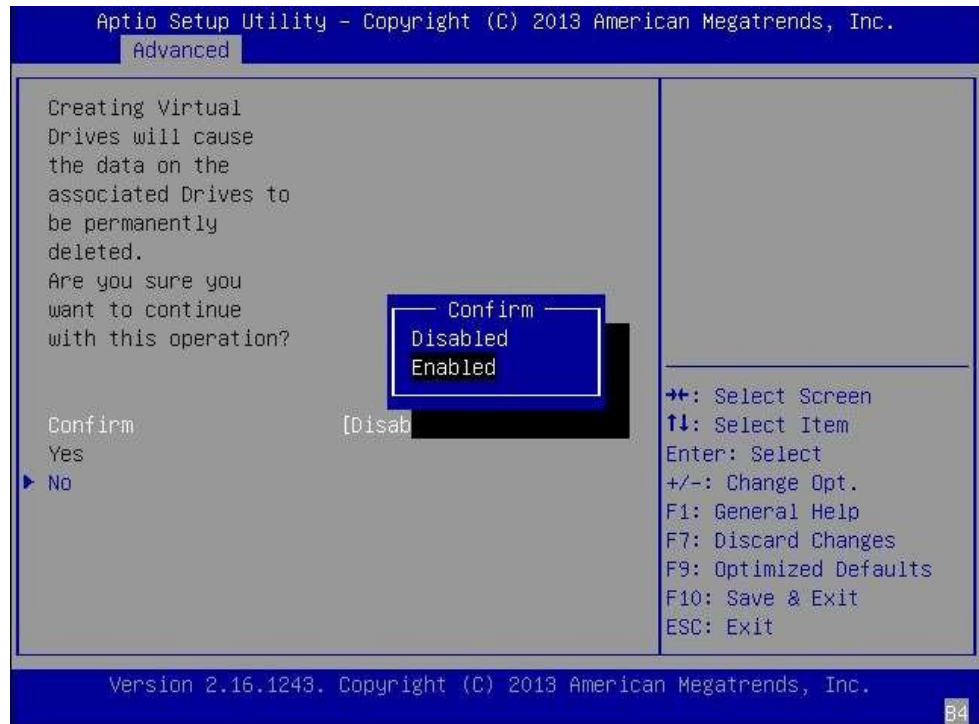 Aptio Setup Utility – Copyright (C) 2013 American Megatrends, Inc.
Advanced
Creating Virtual
Drives will cause
the data on the
associated Drives to
be permanently
deleted.
Are you sure you
want to continue
with this operation?
Confirm
Disabled
Enabled
Confirm [Disab
Yes
No
→←: Select Screen
↑↓: Select Item
Enter: Select
+/-: Change Opt.
F1: General Help
F7: Discard Changes
F9: Optimized Defaults
F10: Save & Exit
ESC: Exit
Version 2.16.1243. Copyright (C) 2013 American Megatrends, Inc.
B4